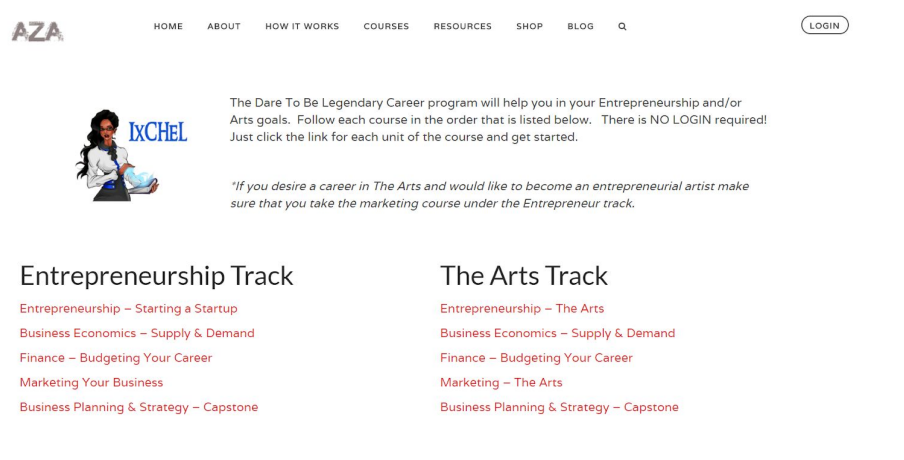 AZA
HOME ABOUT HOW IT WORKS COURSES RESOURCES SHOP BLOG
LOGIN
IxCHeL
The Dare To Be Legendary Career program will help you in your Entrepreneurship and/or
Arts goals. Follow each course in the order that is listed below. There is NO LOGIN required!
Just click the link for each unit of the course and get started.
*If you desire a career in The Arts and would like to become an entrepreneurial artist make
sure that you take the marketing course under the Entrepreneur track.
Entrepreneurship Track
Entrepreneurship – Starting a Startup
Business Economics – Supply & Demand
Finance – Budgeting Your Career
Marketing Your Business
Business Planning & Strategy – Capstone
The Arts Track
Entrepreneurship – The Arts
Business Economics – Supply & Demand
Finance – Budgeting Your Career
Marketing – The Arts
Business Planning & Strategy – Capstone